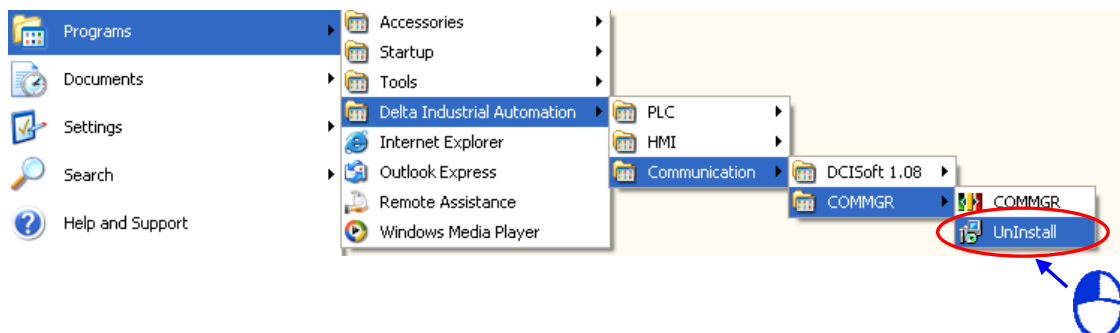 Programs
Documents
Settings
Search
Help and Support
Accessories
Startup
Tools
Delta Industrial Automation
Internet Explorer
Outlook Express
Remote Assistance
Windows Media Player
PLC
HMI
Communication
DCISoft 1.08
COMMGR
COMMGR
UnInstall